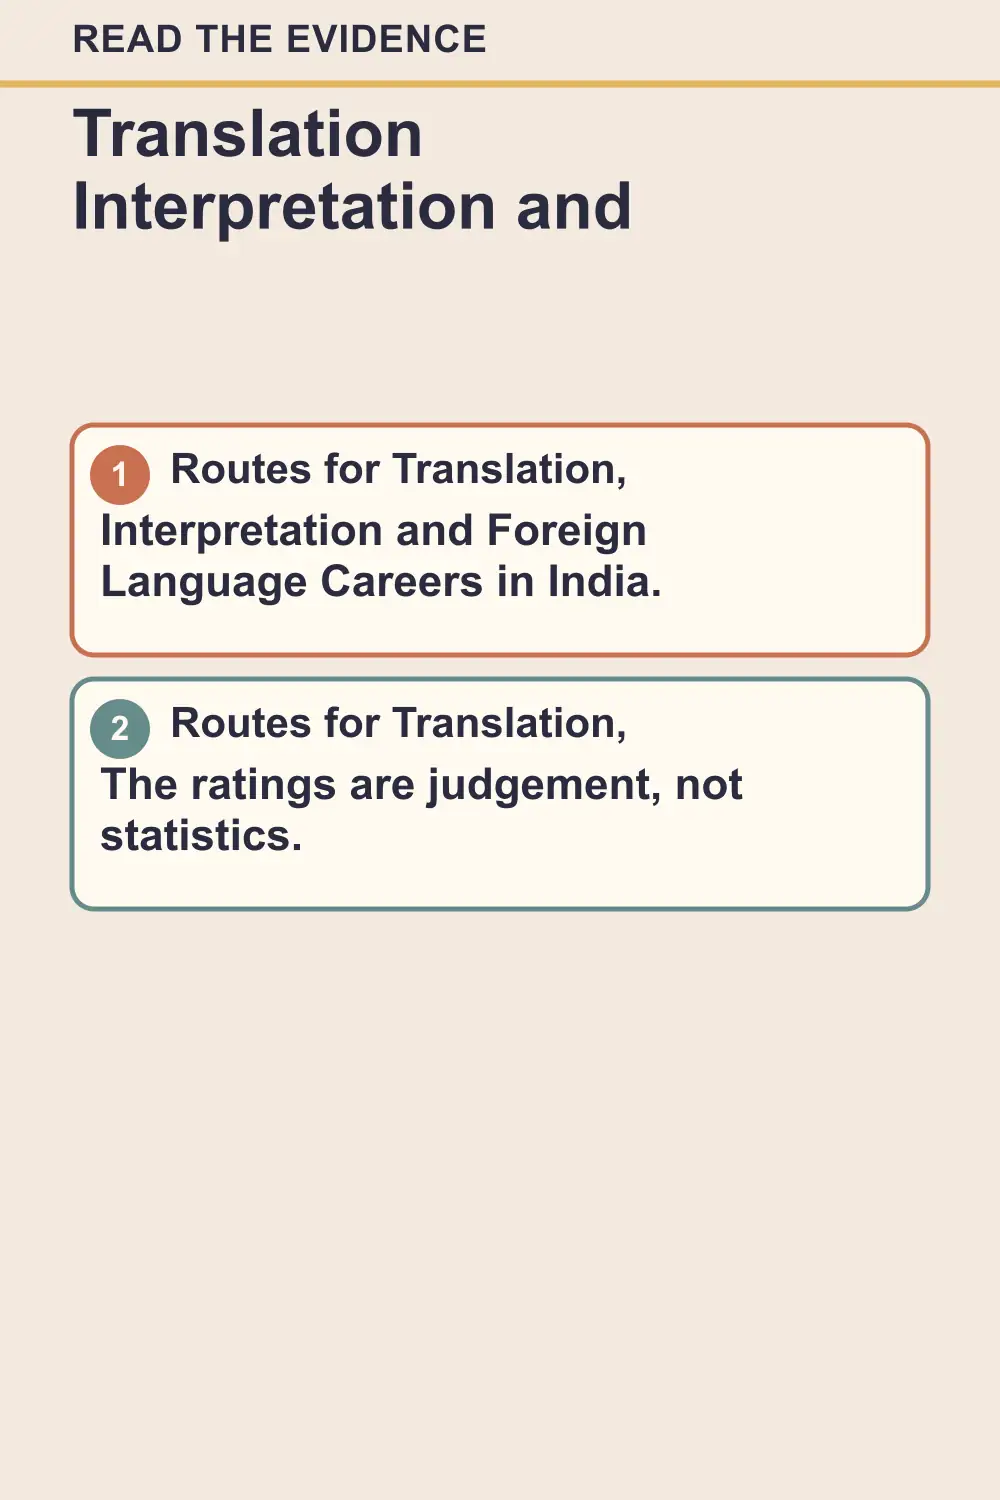 READ THE EVIDENCE
Translation
Interpretation and
1 Routes for Translation,
Interpretation and Foreign
Language Careers in India.
2 Routes for Translation,
The ratings are judgement, not
statistics.